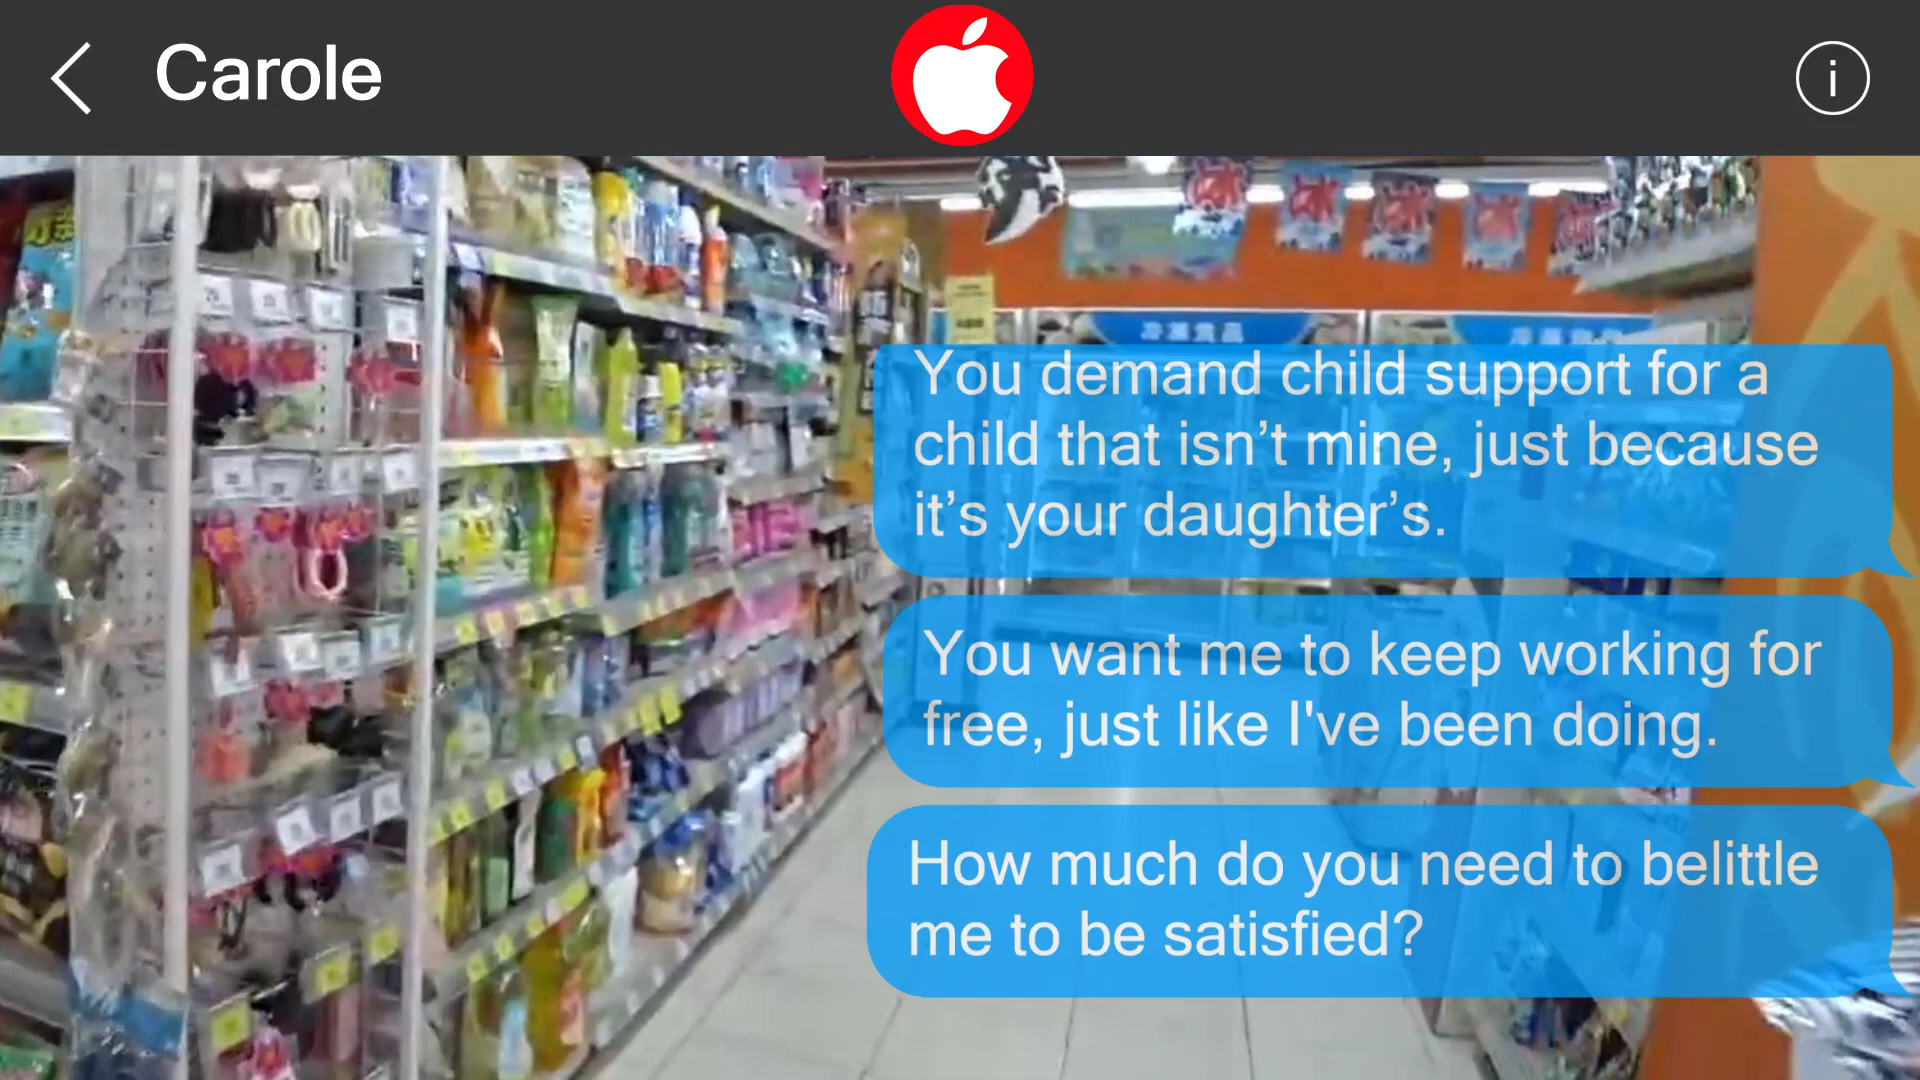 Carole
You demand child support for a
child that isn’t mine, just because
it’s your daughter’s.
You want me to keep working for
free, just like I've been doing.
How much do you need to belittle
me to be satisfied?